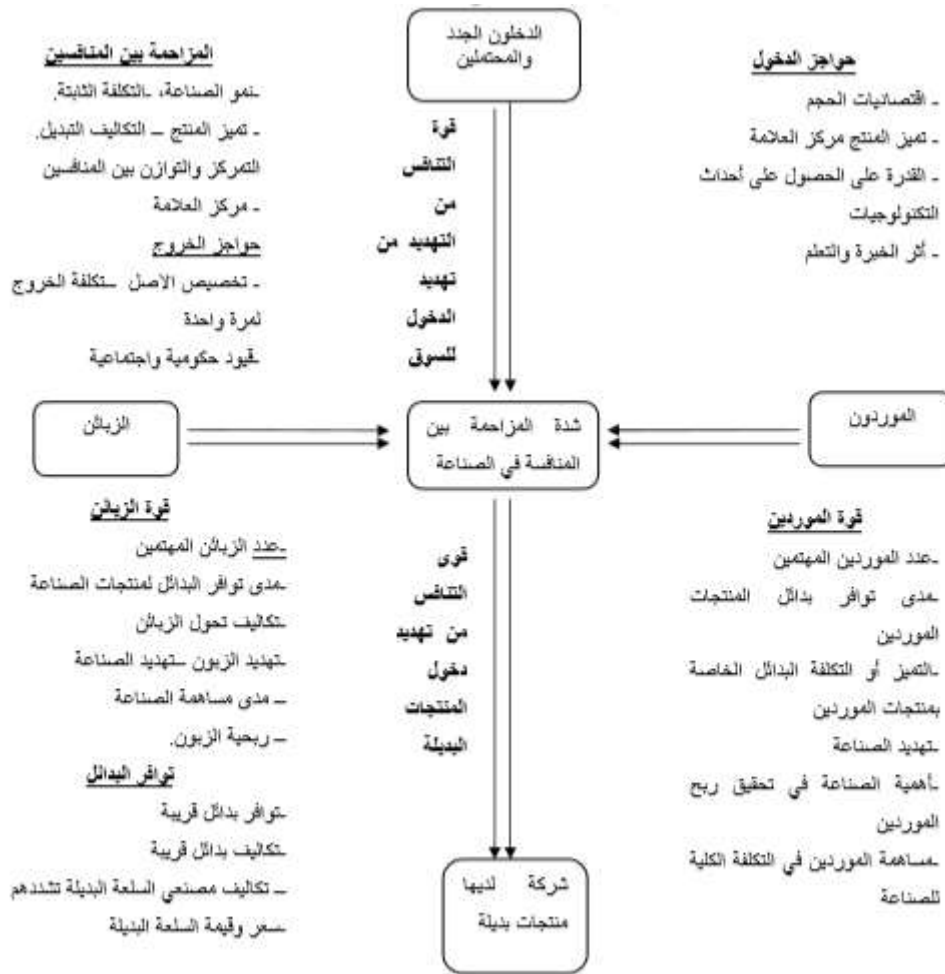 الدخلون الجدد
والمحتملين
حواجز الدخول
ـ اقتصاديات الحجم
ـ تميز المنتج مركز العلامة
ـ القدرة على الحصول على أحداث
التكنولوجيات
ـ أثر الخبرة والتعلم
المزاحمة بين المنافسين
ـنمو الصناعة، ـالتكلفة الثابتة.
ـ تميز المنتج – التكاليف التبديل.
التمركز والتوازن بين المنافسين
ـ مركز العلامة
حواجز الخروج
ـ تخصيص الاصل –تكلفة الخروج
لمرة واحدة
ـقيود حكومية واجتماعية
قوة
التنافس
من
التهديد من
تهديد
الدخول
للسوق
الموردون
شدة المزاحمة بين
المنافسة في الصناعة
الزبائن
قوة الموردين
ـعدد الموردين المهتمين
ـمدى توافر بدائل المنتجات
الموردين
ـالتميز أو التكلفة البدائل الخاصة
بمنتجات الموردين
ـتهديد الصناعة
ـأهمية الصناعة في تحقيق ربح
الموردين
ـمساهمة الموردين في التكلفة الكلية
للصناعة
قوى
التنافس
من تهديد
دخول
المنتجات
البديلة
قوة الزبائن
ـعدد الزبائن المهتمين
ـمدى توافر البدائل لمنتجات الصناعة
ـتكاليف تحول الزبائن
ـتهديد الزبون –تهديد الصناعة
– مدى مساهمة الصناعة
– ربحية الزبون.
توافر البدائل
ـتوافر بدائل قريبة
ـتكاليف بدائل قريبة
– تكاليف مصنعي السلعة البديلة تشددهم
ـسعر وقيمة السلعة البديلة
شركة لديها
منتجات بديلة